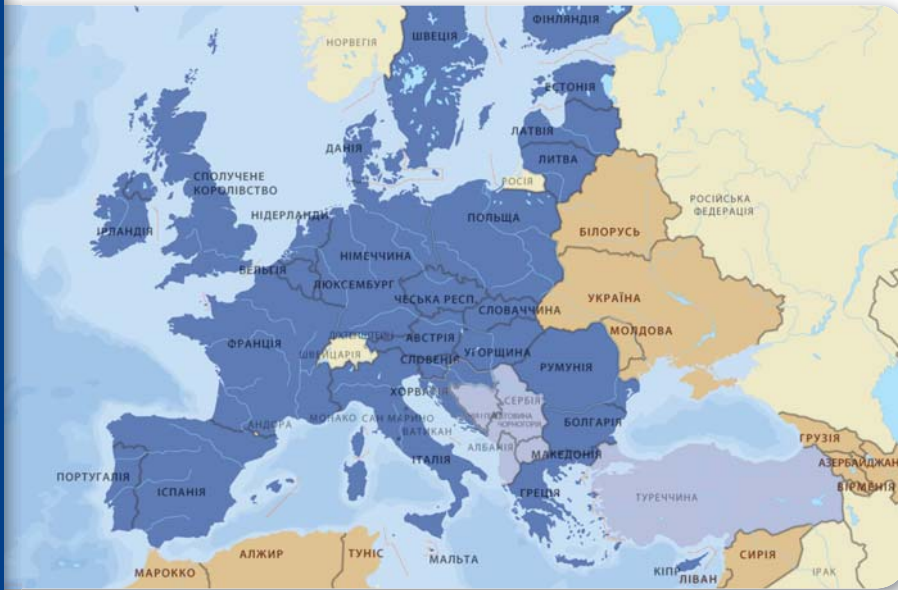 ФІНЛЯНДІЯ
ШВЕЦІЯ
НОРВЕГІЯ
ЕСТОНІЯ
ЛАТВІЯ
ДАНІЯ
ЛИТВА
СПОЛУЧЕНЕ
КОРОЛІВСТВО
РОСІЯ
РОСІЙСЬКА
ФЕДЕРАЦІЯ
НІДЕРЛАНДИ
ПОЛЬЩА
ІРЛАНДІЯ
БІЛОРУСЬ
НІМЕЧЧИНА
БЕЛЬГІЯ
ЛЮКСЕМБУРГ
ЧЕСЬКА РЕСП.
УКРАЇНА
СЛОВАЧЧИНА
МОЛДОВА
ЛІХТЕНШТЕЙН
АВСТРІЯ
ФРАНЦІЯ
ШВЕЙЦАРІЯ
УГОРЩИНА
СЛОВЕНІЯ
РУМУНІЯ
ХОРВАТІЯ
СЕРБІЯ
МОНАКО
САН МАРИНО
ЧОРНОГОРІЯ
АНДОРА
БОЛГАРІЯ
ВАТИКАН
ГРУЗІЯ
АЛБАНІЯ
МАКЕДОНІЯ
ІТАЛІЯ
АЗЕРБАЙДЖАН
ПОРТУГАЛІЯ
ІСПАНІЯ
ГРЕЦІЯ
ТУРЕЧЧИНА
ВІРМЕНІЯ
АЛЖИР
ТУНІС
МАЛЬТА
СИРІЯ
МАРОККО
КІПР
ЛІВАН
ІРАК